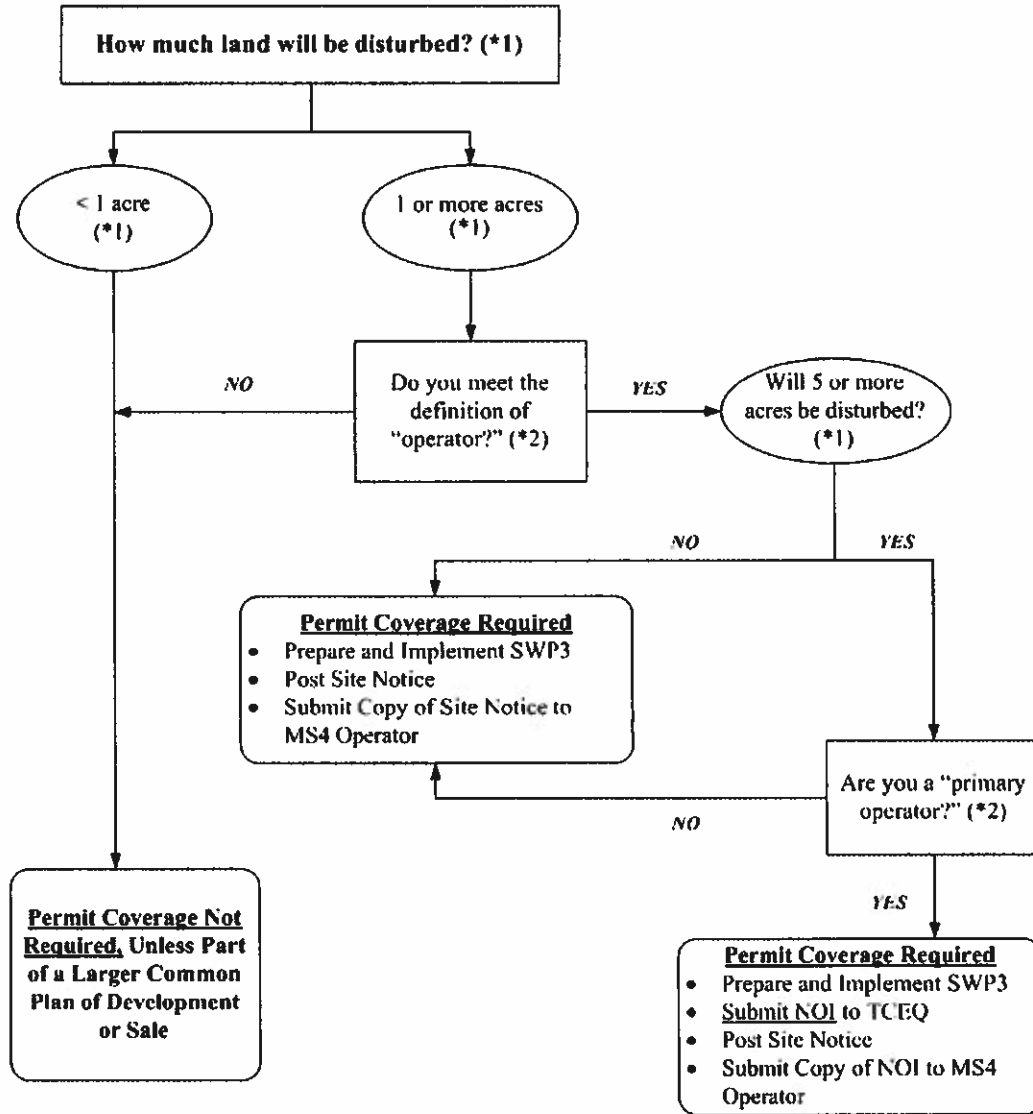 How much land will be disturbed? (*1)
< 1 acre
(*1)
1 or more acres
(*1)
NO
Do you meet the
definition of
“operator?” (*2)
YES
Will 5 or more
acres be disturbed?
(*1)
NO
YES
Permit Coverage Required
• Prepare and Implement SWP3
• Post Site Notice
• Submit Copy of Site Notice to
MS4 Operator
Are you a “primary
operator?” (*2)
NO
YES
Permit Coverage Not
Required, Unless Part
of a Larger Common
Plan of Development
or Sale
Permit Coverage Required
• Prepare and Implement SWP3
• Submit NOI to TCEQ
• Post Site Notice
• Submit Copy of NOI to MS4
Operator